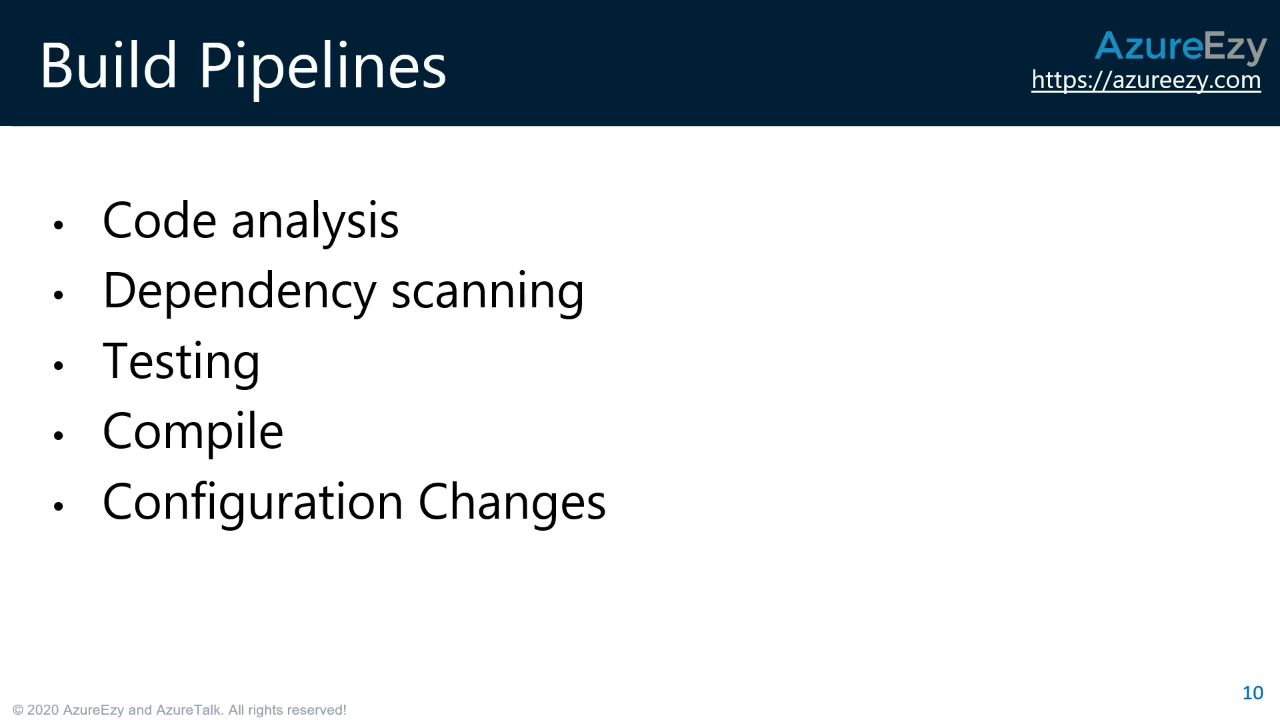 Build Pipelines
AzureEzy
https://azureezy.com
• Code analysis
• Dependency scanning
• Testing
• Compile
• Configuration Changes
10
© 2020 AzureEzy and AzureTalk. All rights reserved!